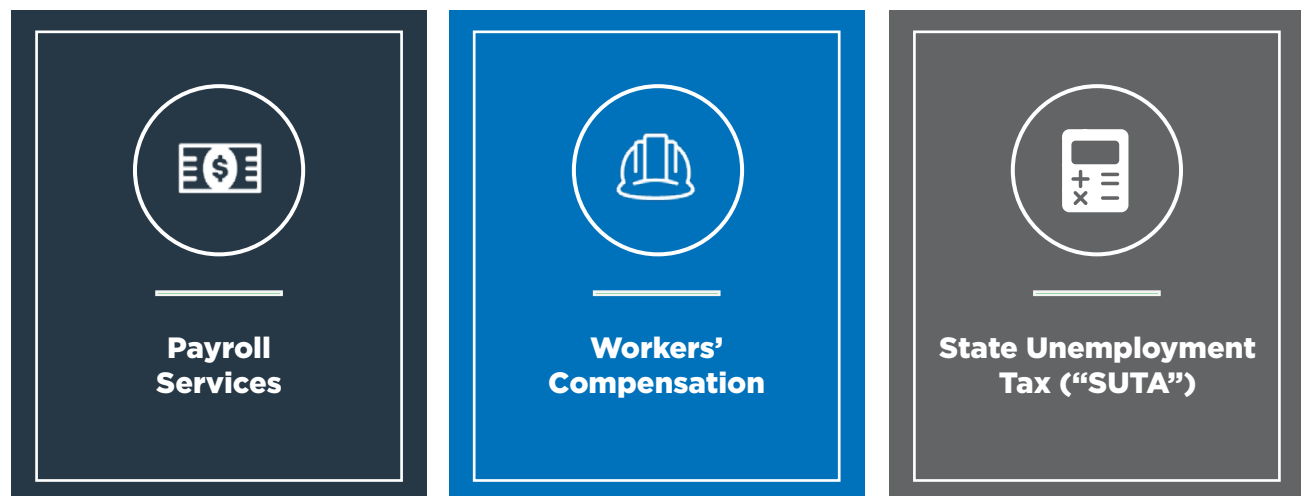 Payroll
Services
Workers’
Compensation
State Unemployment
Tax (“SUTA”)